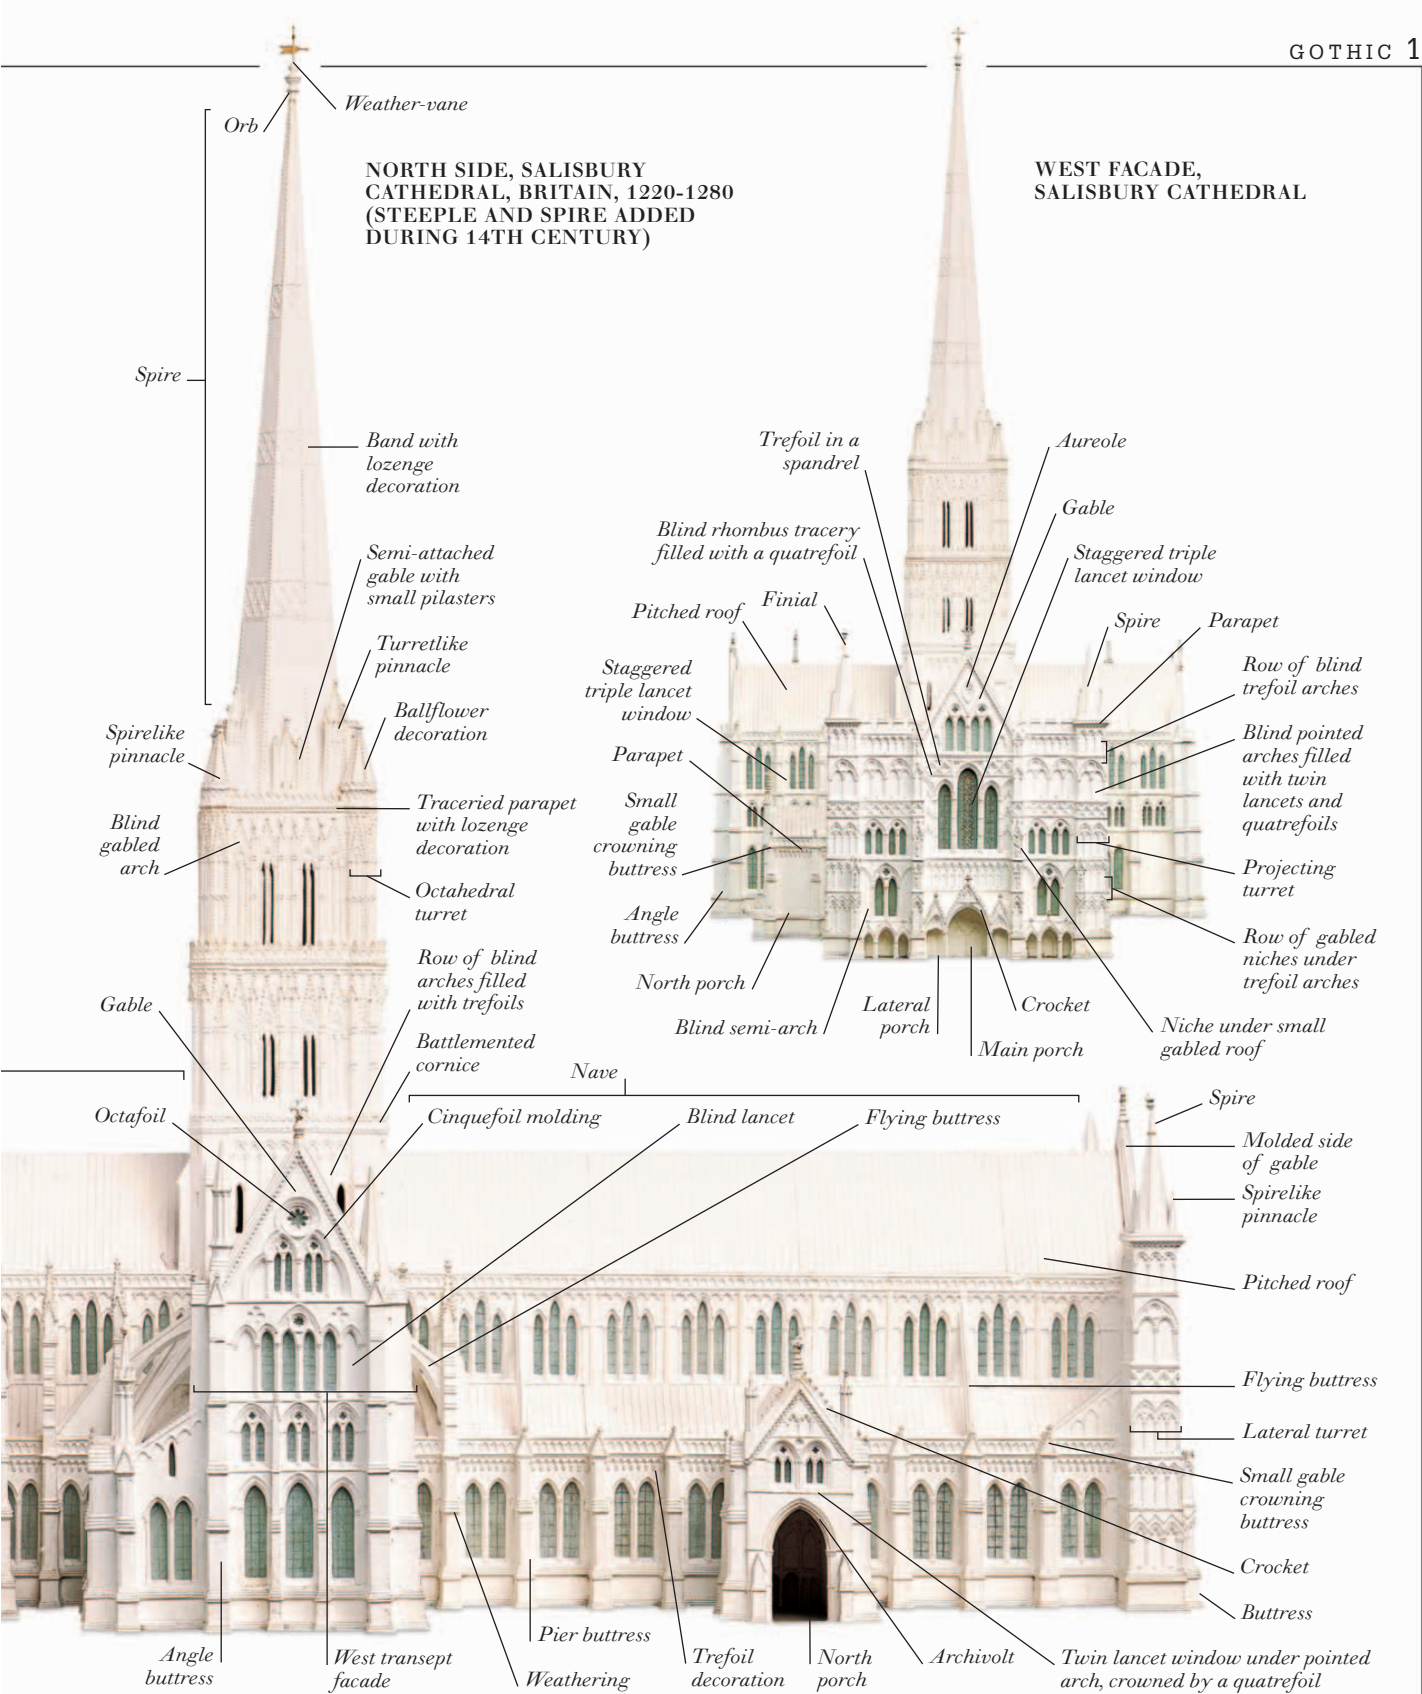 GOTHIC 1
Weather-vane
Orb
NORTH SIDE, SALISBURY
CATHEDRAL, BRITAIN, 1220-1280
(STEEPLE AND SPIRE ADDED
DURING 14TH CENTURY)
Spire
Band with
lozenge
decoration
Semi-attached
gable with
small pilasters
Turretlike
pinnacle
Ballflower
decoration
Spirelike
pinnacle
Traceried parapet
with lozenge
decoration
Blind
gabled
arch
Octahedral
turret
Row of blind
arches filled
with trefoils
Gable
Battlemented
cornice
Octafoil
WEST FACADE,
SALISBURY CATHEDRAL
Trefoil in a
spandrel
Aureole
Gable
Blind rhombus tracery
filled with a quatrefoil
Staggered triple
lancet window
Pitched roof
Finial
Spire
Parapet
Staggered
triple lancet
window
Row of blind
trefoil arches
Parapet
Blind pointed
arches filled
with twin
lancets and
quatrefoils
Small
gable
crowning
buttress
Projecting
turret
Angle
buttress
Row of gabled
niches under
trefoil arches
North porch
Blind semi-arch
Lateral
porch
Main porch
Crocket
Niche under small
gabled roof
Nave
Cinquefoil molding
Blind lancet
Flying buttress
Spire
Molded side
of gable
Spirelike
pinnacle
Pitched roof
Flying buttress
Lateral turret
Small gable
crowning
buttress
Crocket
Buttress
Angle
buttress
West transept
facade
Pier buttress
Weathering
Trefoil
decoration
North
porch
Archivolt
Twin lancet window under pointed
arch, crowned by a quatrefoil